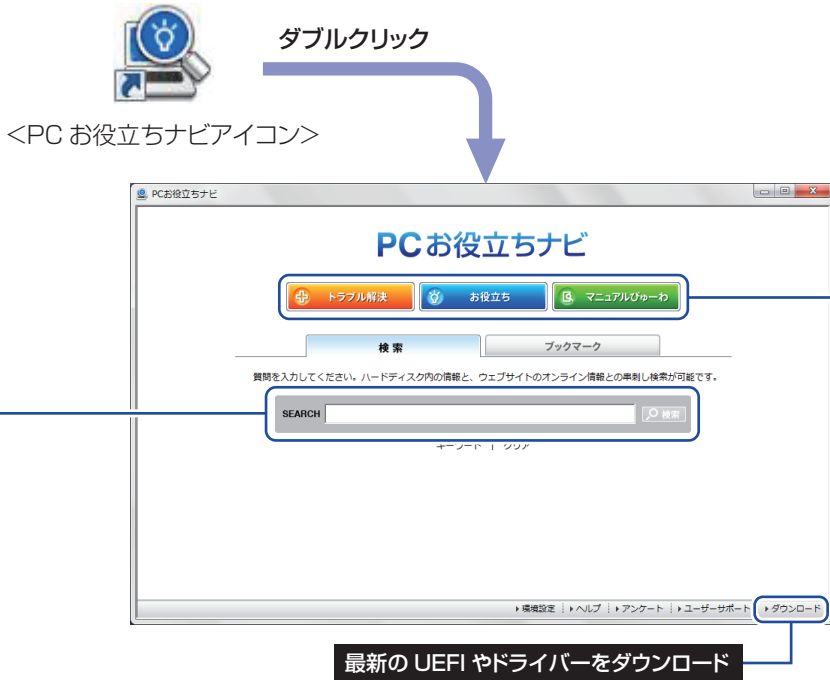 ダブルクリック
<PC お役立ちナビアイコン>
PCお役立ちナビ
PCお役立ちナビ
トラブル解決 お役立ち マニュアルびゅーわ
検索 ブックマーク
質問を入力してください。ハードディスク内の情報と、ウェブサイトのオンライン情報との串刺し検索が可能です。
SEARCH 検索
キーワード | クリア
環境設定 ヘルプ アンケート ユーザーサポート ダウンロード
最新の UEFI やドライバーをダウンロード